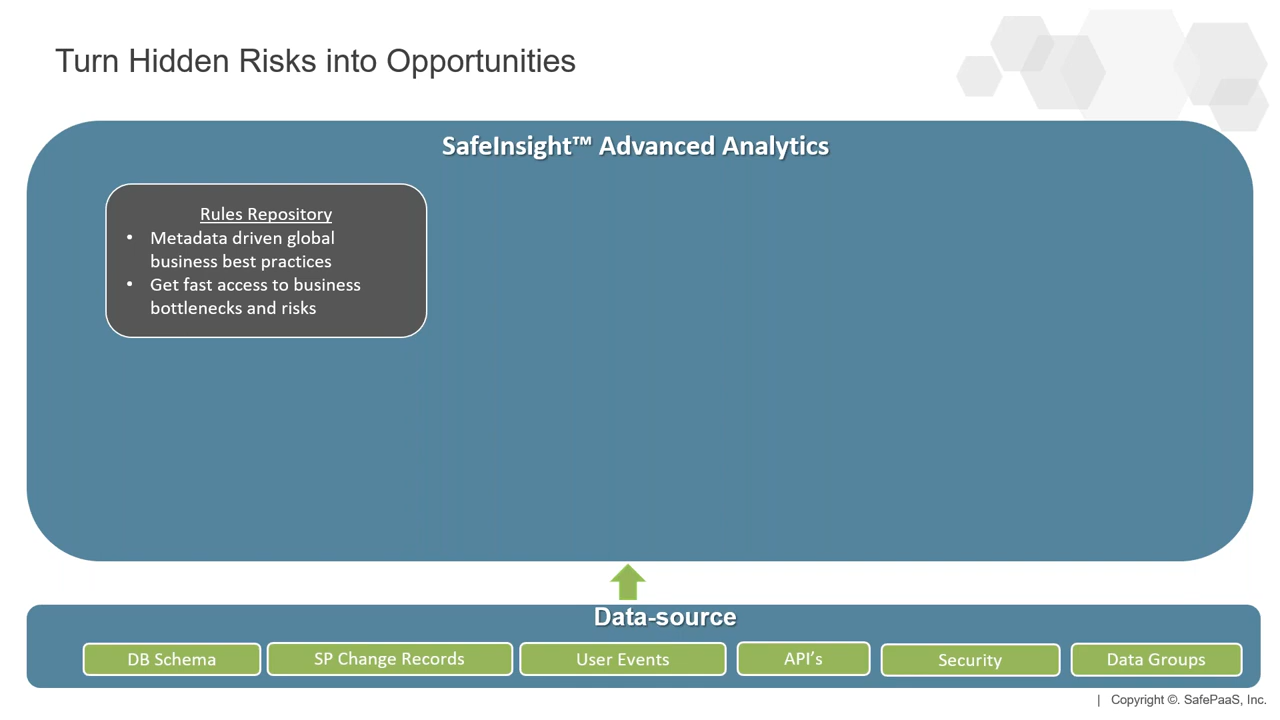 Turn Hidden Risks into Opportunities
SafeInsight™ Advanced Analytics
Rules Repository
• Metadata driven global
business best practices
• Get fast access to business
bottlenecks and risks
Data-source
DB Schema
SP Change Records
User Events
API's
Security
Data Groups
| Copyright ©. SafePaaS, Inc.